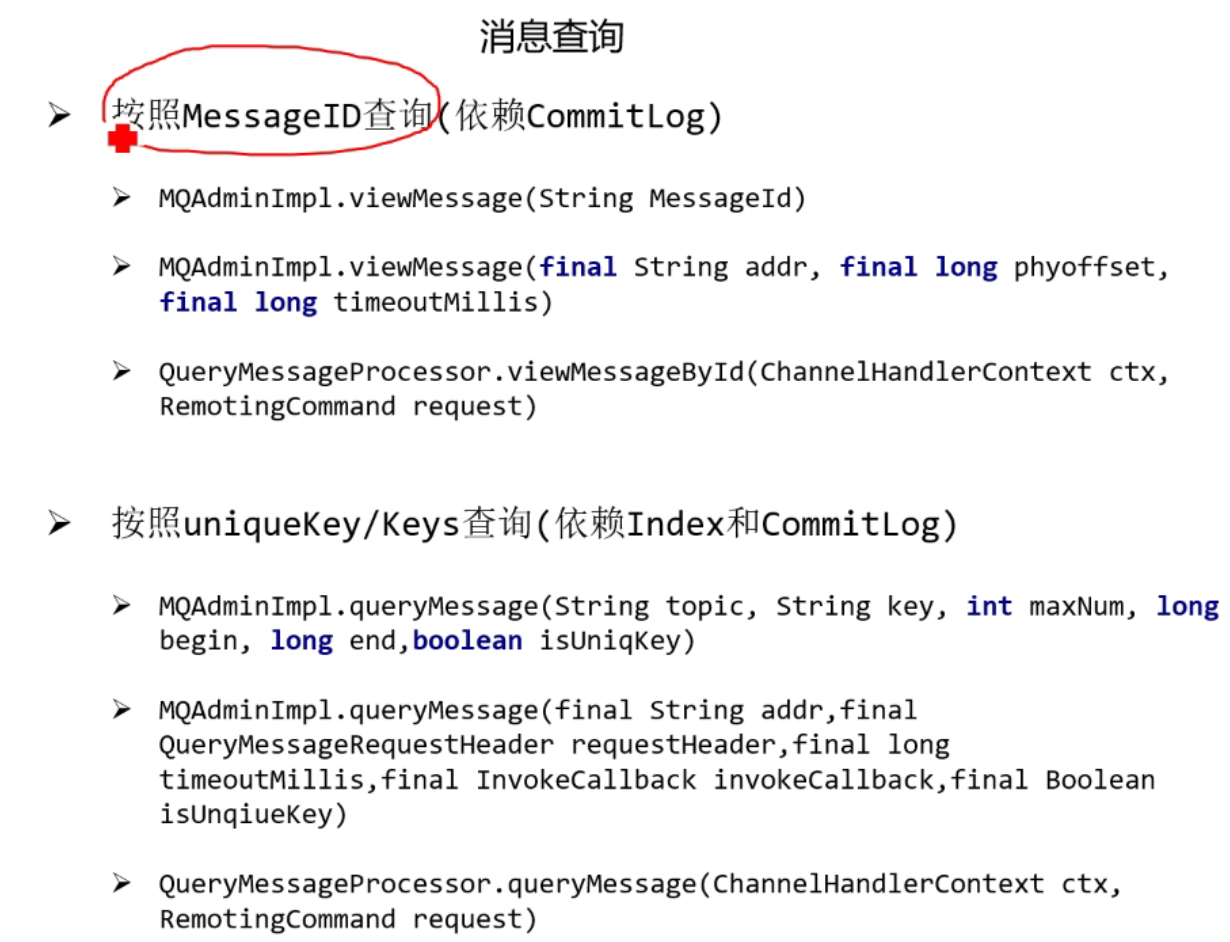 消息查询
按照MessageID查询(依赖CommitLog)
MQAdminImpl.viewMessage(String MessageId)
MQAdminImpl.viewMessage(final String addr, final long phyoffset,
final long timeoutMillis)
QueryMessageProcessor.viewMessageById(ChannelHandlerContext ctx,
RemotingCommand request)
按照uniqueKey/Keys查询(依赖Index和CommitLog)
MQAdminImpl.queryMessage(String topic, String key, int maxNum, long
begin, long end,boolean isUniqKey)
MQAdminImpl.queryMessage(final String addr,final
QueryMessageRequestHeader requestHeader,final long
timeoutMillis,final InvokeCallback invokeCallback,final Boolean
isUnqiueKey)
QueryMessageProcessor.queryMessage(ChannelHandlerContext ctx,
RemotingCommand request)